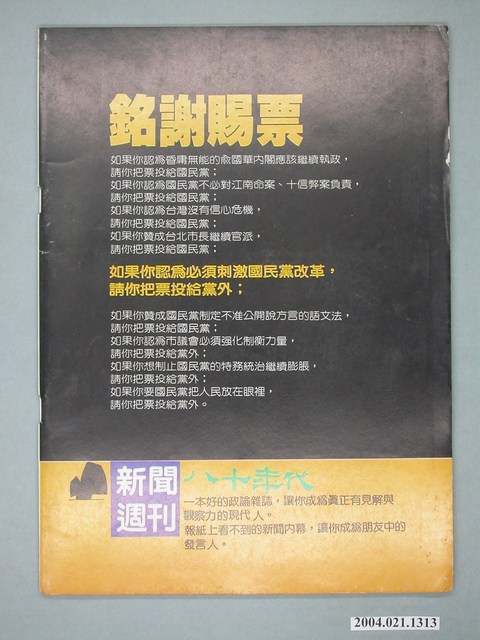 銘謝賜票
如果你認為昏庸無能的俞國華內閣應該繼續執政，
請你把票投給國民黨；
如果你認為國民黨不必對江南命案、十信弊案負責，
請你把票投給國民黨；
如果你認為台灣沒有信心危機，
請你把票投給國民黨；
如果你贊成台北市長繼續官派，
請你把票投給國民黨；
如果你認為必須刺激國民黨改革，
請你把票投給黨外；
如果你贊成國民黨制定不准公開說方言的語文法，
請你把票投給國民黨；
如果你認為市議會必須強化制衡力量，
請你把票投給黨外；
如果你想制止國民黨的特務統治繼續膨脹，
請你把票投給黨外；
如果你要國民黨把人民放在眼裡，
請你把票投給黨外。
新聞
週刊
八十年代
一本好的政論雜誌，讓你成為真正有見解與
觀察力的現代人。
報紙上看不到的新聞內幕，讓你成為朋友中的
發言人。
2004.021.1313